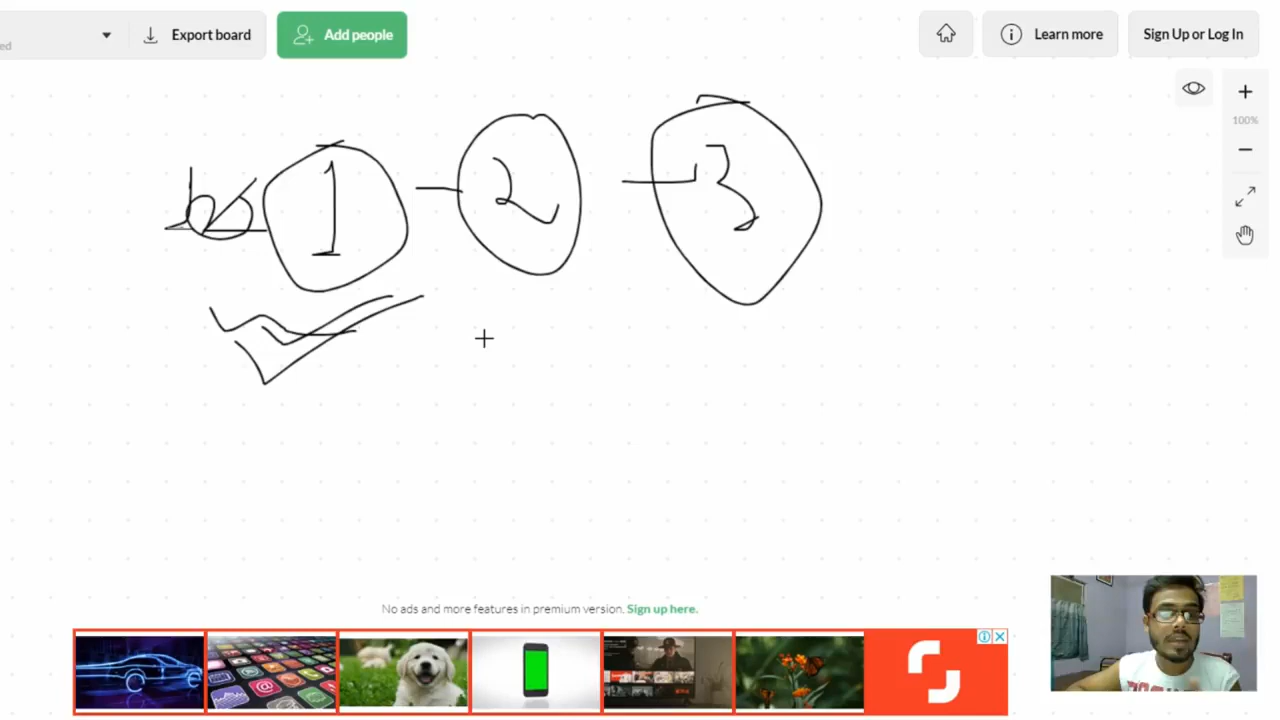 ed
Export board
Add people
Learn more
Sign Up or Log In
100%
1 2 3
No ads and more features in premium version. Sign up here.